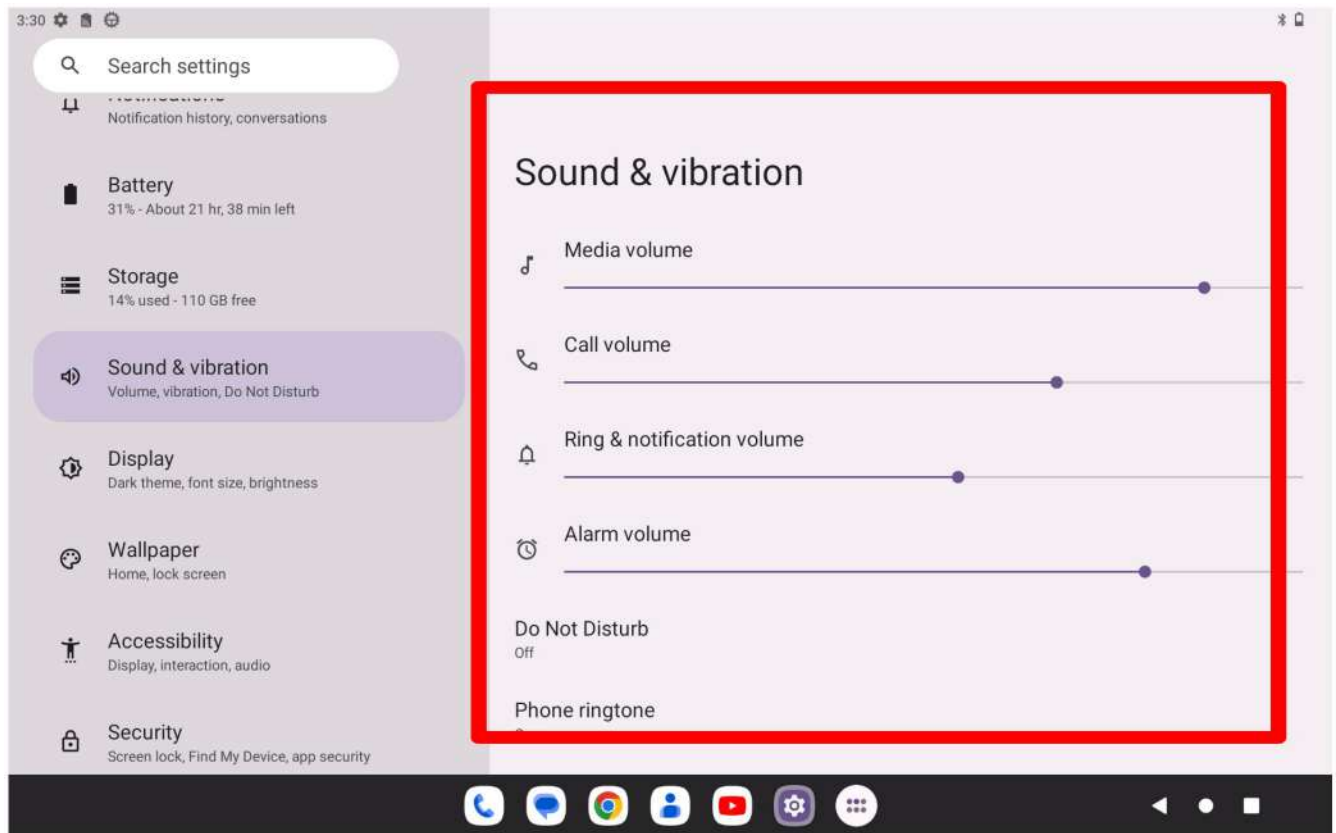 3:30
Search settings
Notification history, conversations
Battery
31% - About 21 hr, 38 min left
Storage
14% used - 110 GB free
Sound & vibration
Volume, vibration, Do Not Disturb
Display
Dark theme, font size, brightness
Wallpaper
Home, lock screen
Accessibility
Display, interaction, audio
Security
Screen lock, Find My Device, app security
Sound & vibration
Media volume
Call volume
Ring & notification volume
Alarm volume
Do Not Disturb
Off
Phone ringtone